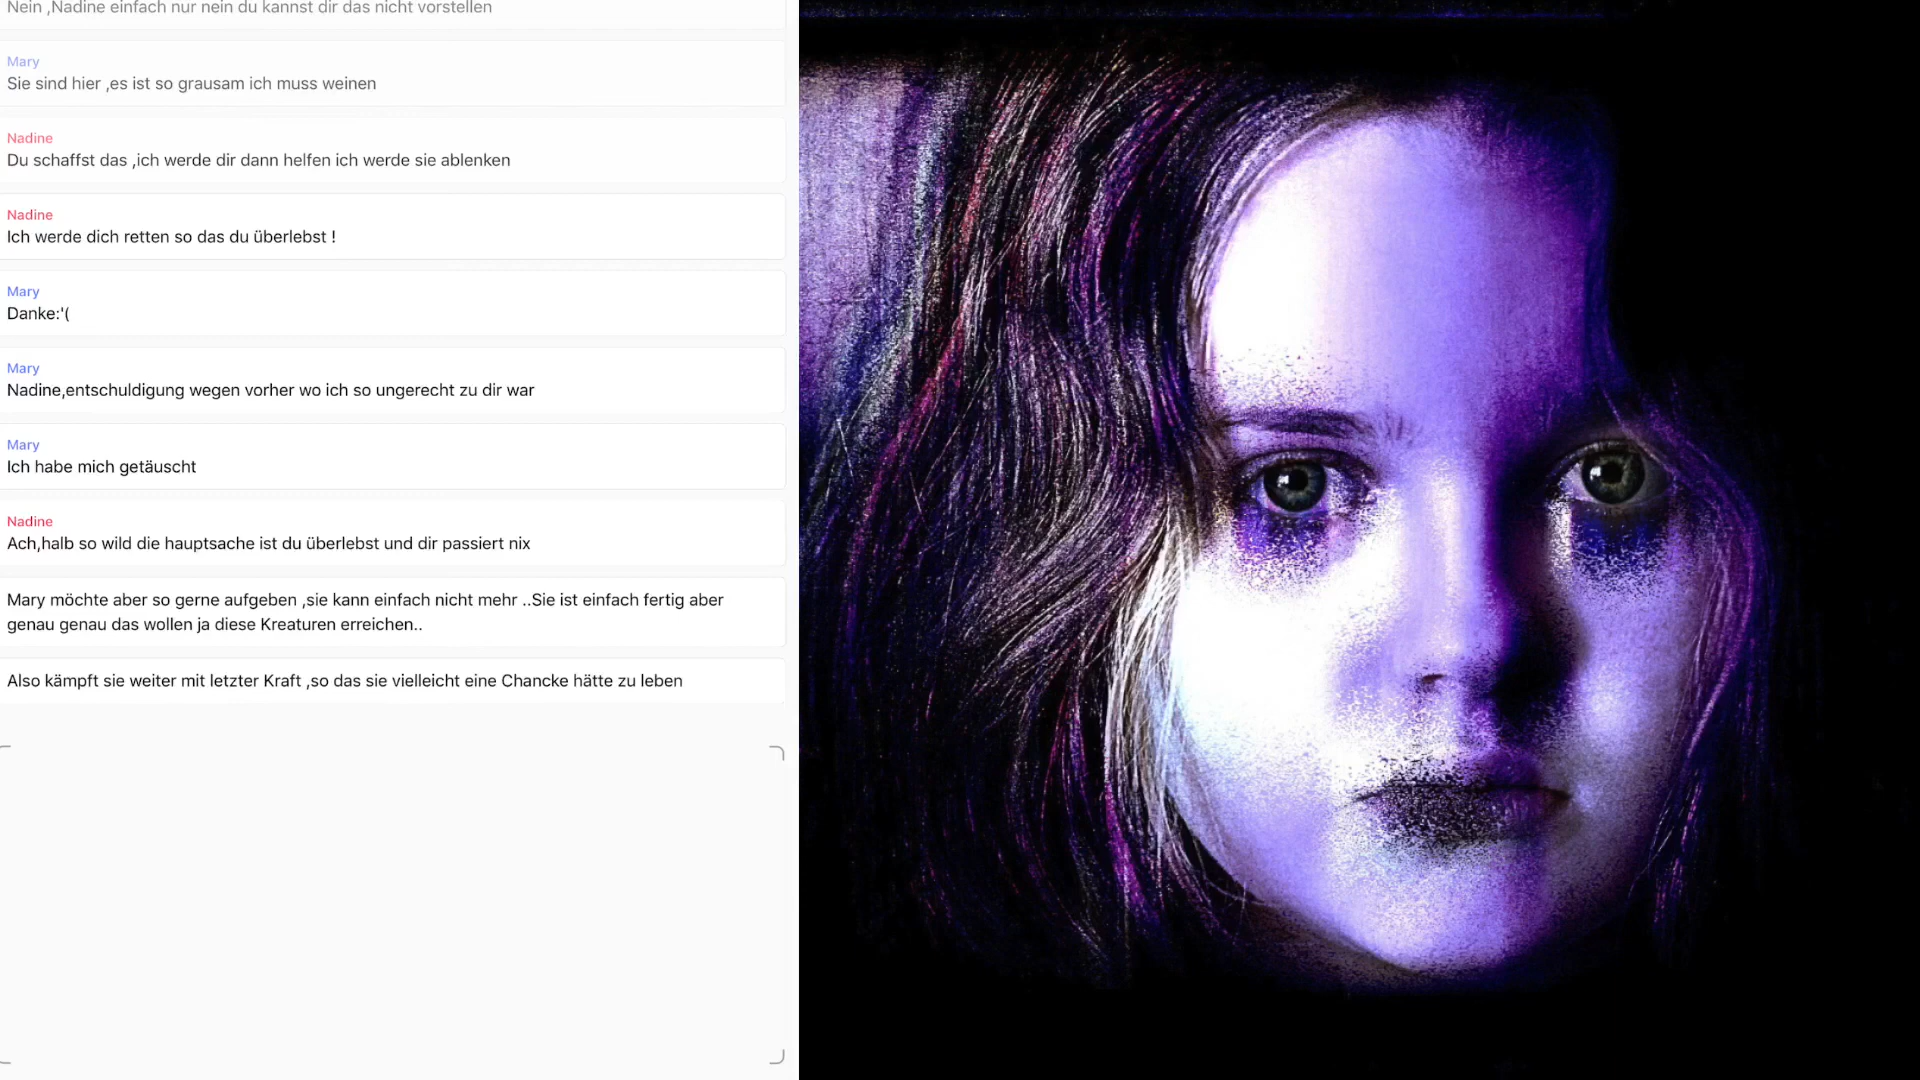 Nein ,Nadine einfach nur nein du kannst dir das nicht vorstellen
Mary
Sie sind hier ,es ist so grausam ich muss weinen
Nadine
Du schaffst das ,ich werde dir dann helfen ich werde sie ablenken
Nadine
Ich werde dich retten so das du überlebst !
Mary
Danke:'(
Mary
Nadine,entschuldigung wegen vorher wo ich so ungerecht zu dir war
Mary
Ich habe mich getäuscht
Nadine
Ach,halb so wild die hauptsache ist du überlebst und dir passiert nix
Mary möchte aber so gerne aufgeben ,sie kann einfach nicht mehr ..Sie ist einfach fertig aber
genau genau das wollen ja diese Kreaturen erreichen..
Also kämpft sie weiter mit letzter Kraft ,so das sie vielleicht eine Chancke hätte zu leben